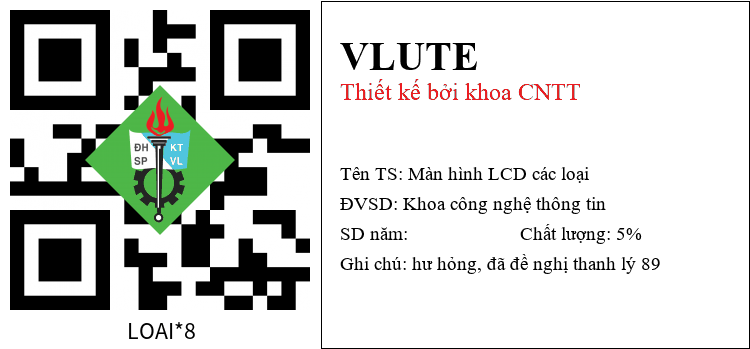 ĐH KT
SP VL
LOAI*8
VLUTE
Thiết kế bởi khoa CNTT
Tên TS: Màn hình LCD các loại
ĐVSD: Khoa công nghệ thông tin
SD năm: Chất lượng: 5%
Ghi chú: hư hỏng, đã đề nghị thanh lý 89